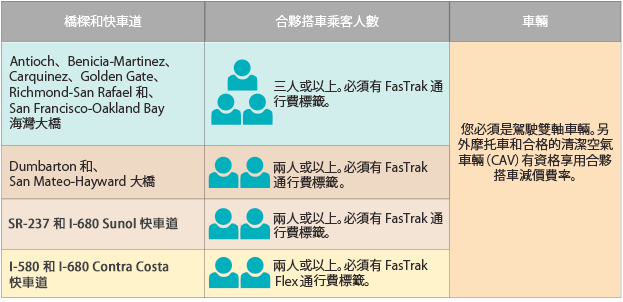 橋樑和快車道
合夥搭車乘客人數
車輛
Antioch、Benicia-Martinez、
Carquinez、Golden Gate、
Richmond-San Rafael 和、
San Francisco-Oakland Bay
海灣大橋
三人或以上。必須有 FasTrak 通
行費標籤。
Dumbarton 和、
San Mateo-Hayward 大橋
兩人或以上。必須有 FasTrak
通行費標籤。
SR-237 和 I-680 Sunol 快車道
兩人或以上。必須有 FasTrak 通
行費標籤。
I-580 和 I-680 Contra Costa
快車道
兩人或以上。必須有 FasTrak
Flex 通行費標籤。
您必須是駕駛雙軸車輛。另
外摩托車和合格的清潔空氣
車輛（CAV）有資格享用合夥
搭車減價費率。